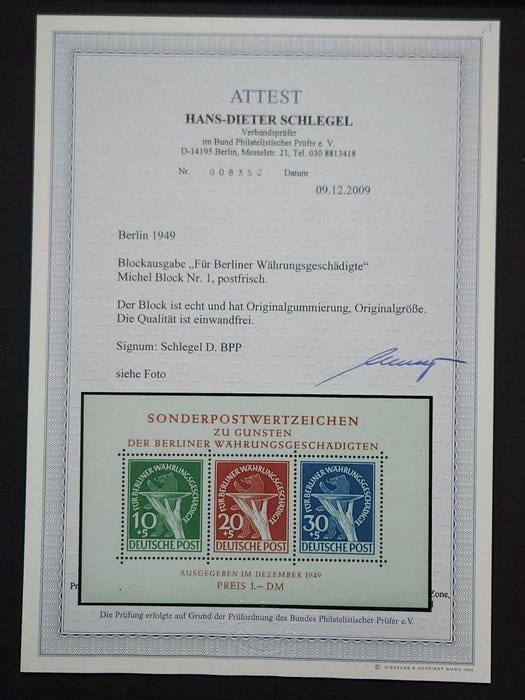 ATTEST
HANS-DIETER SCHLEGEL
Verbandsprüfer
im Bund Philatelistischer Prüfer e. V.
D-14195 Berlin, Messelstr. 21, Tel. 030 8813418
Nr. 008350 Datum
09.12.2009
Berlin 1949
Blockausgabe „Für Berliner Währungsgeschädigte“
Michel Block Nr. 1, postfrisch.
Der Block ist echt und hat Originalgummierung, Originalgröße.
Die Qualität ist einwandfrei.
Signum: Schlegel D. BPP
siehe Foto
SONDERPOSTWERTZEICHEN
ZU GUNSTEN
DER BERLINER WÄHRUNGSGESCHÄDIGTEN
FÜR BERLINER WÄHRUNGSGESCHÄDIGTE
10
+5
DEUTSCHE POST
FÜR BERLINER WÄHRUNGSGESCHÄDIGTE
20
+5
DEUTSCHE POST
FÜR BERLINER WÄHRUNGSGESCHÄDIGTE
30
+5
DEUTSCHE POST
AUSGEGEBEN IM DEZEMBER 1949
PREIS 1.— DM
Zone,
Die Prüfung erfolgte auf Grund der Prüfordnung des Bundes Philatelistischer Prüfer e.V.
© GIESECKE & DEVRIENT GMBH